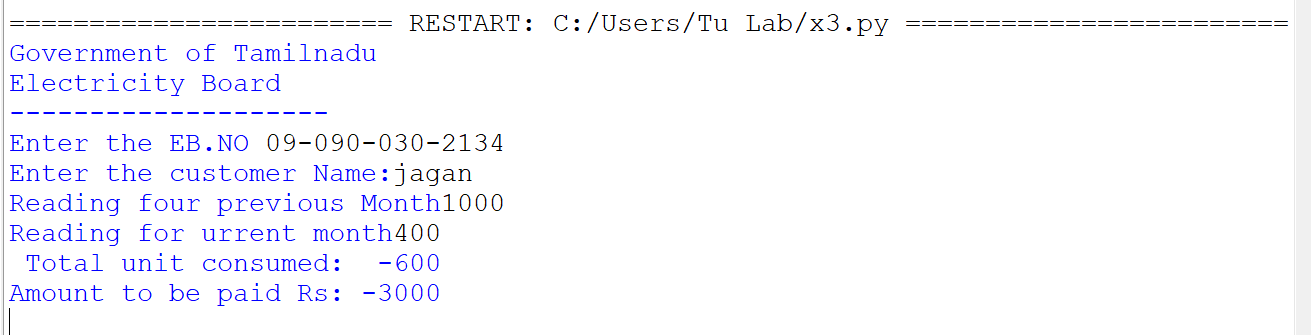 ======================== RESTART: C:/Users/Tu Lab/x3.py ========================
Government of Tamilnadu
Electricity Board
--------------------
Enter the EB.NO 09-090-030-2134
Enter the customer Name:jagan
Reading four previous Month1000
Reading for urrent month400
 Total unit consumed:  -600
Amount to be paid Rs: -3000